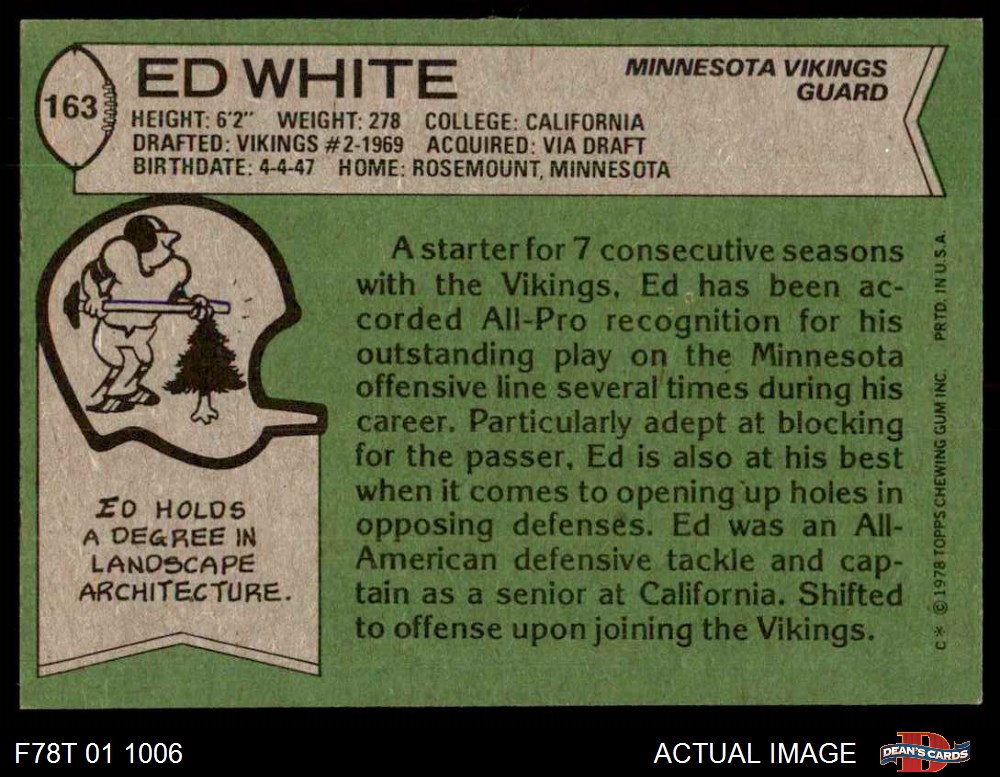 163
ED WHITE
MINNESOTA VIKINGS
GUARD
HEIGHT: 6'2" WEIGHT: 278 COLLEGE: CALIFORNIA
DRAFTED: VIKINGS #2-1969 ACQUIRED: VIA DRAFT
BIRTHDATE: 4-4-47 HOME: ROSEMOUNT, MINNESOTA
A starter for 7 consecutive seasons
with the Vikings, Ed has been ac-
corded All-Pro recognition for his
outstanding play on the Minnesota
offensive line several times during his
career. Particularly adept at blocking
for the passer, Ed is also at his best
when it comes to opening up holes in
opposing defenses. Ed was an All-
American defensive tackle and cap-
tain as a senior at California. Shifted
to offense upon joining the Vikings.
ED HOLDS
A DEGREE IN
LANDSCAPE
ARCHITECTURE.
C* © 1978 TOPPS CHEWING GUM INC. PRTD. IN U.S.A.
F78T 01 1006
ACTUAL IMAGE
D
DEAN'S CARDS